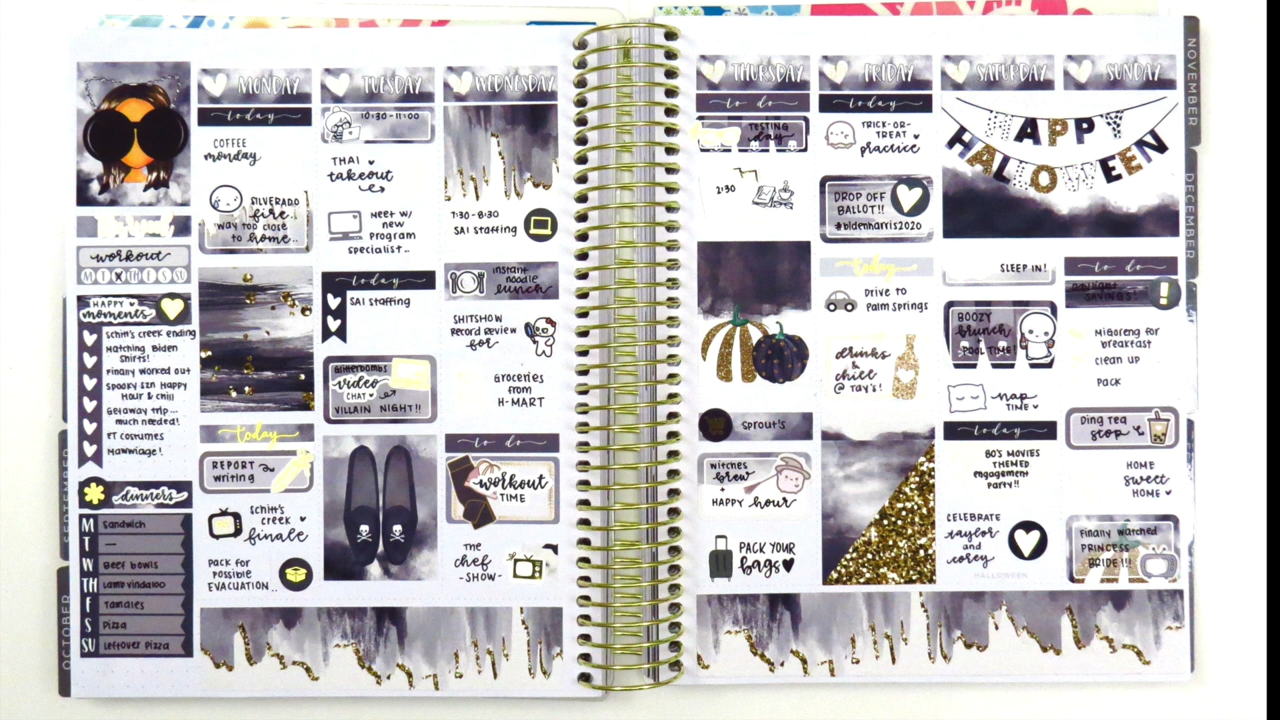 workout
M T W TH F S SU
HAPPY
moments
Schitt's creek ending
Matching Biden
Shirts!
Finally worked out
Spooky szn Happy
Hour & chill
Getaway trip...
much needed!
ET costumes
Mawwiage!
dinners
M Sandwich
T —
W Beef bowls
TH Lamb vindaloo
F Tamales
S Pizza
SU Leftover Pizza
MONDAY
today
COFFEE
monday
SILVERADO
fire!
way too close
to home..
today
REPORT
writing
Schitt's
creek
finale
PACK FOR
POSSIBLE
EVACUATION..
TUESDAY
10:30-11:00
THAI
takeout
Meet w/
new
Program
specialist..
today
SAI staffing
Glitterbombs
video
CHAT
VILLAIN NIGHT!!
WEDNESDAY
7:30-8:30
SAI staffing
instant
noodle
lunch
SHITSHOW
Record Review
for
Groceries
from
H-MART
to do
workout
TIME
The
chef
-SHOW-
THURSDAY
to do
TESTING
day
2:30
sprout's
witches
brew
+
HAPPY hour
PACK YOUR
bags
FRIDAY
today
TRICK-OR-
TREAT
practice
DROP OFF
BALLOT!!
#bidenharris2020
today
Drive to
Palm Springs
drinks
&
chill
@ Tay's!
SATURDAY
SUNDAY
HAPPY
HALLOWEEN
SLEEP IN!
BOOZY
brunch
+
POOL TIME!
nap
TIME
today
80's MOVIES
THEMED
engagement
Party!!
CELEBRATE
taylor
and
corey
HALLOWEEN
to do
DAYLIGHT
SAVINGS!
Migoreng for
breakfast
clean up
Pack
Ding Tea
stop
HOME
sweet
HOME
Finally watched
PRINCESS
BRIDE!!!
SEPTEMBER
OCTOBER
NOVEMBER
DECEMBER